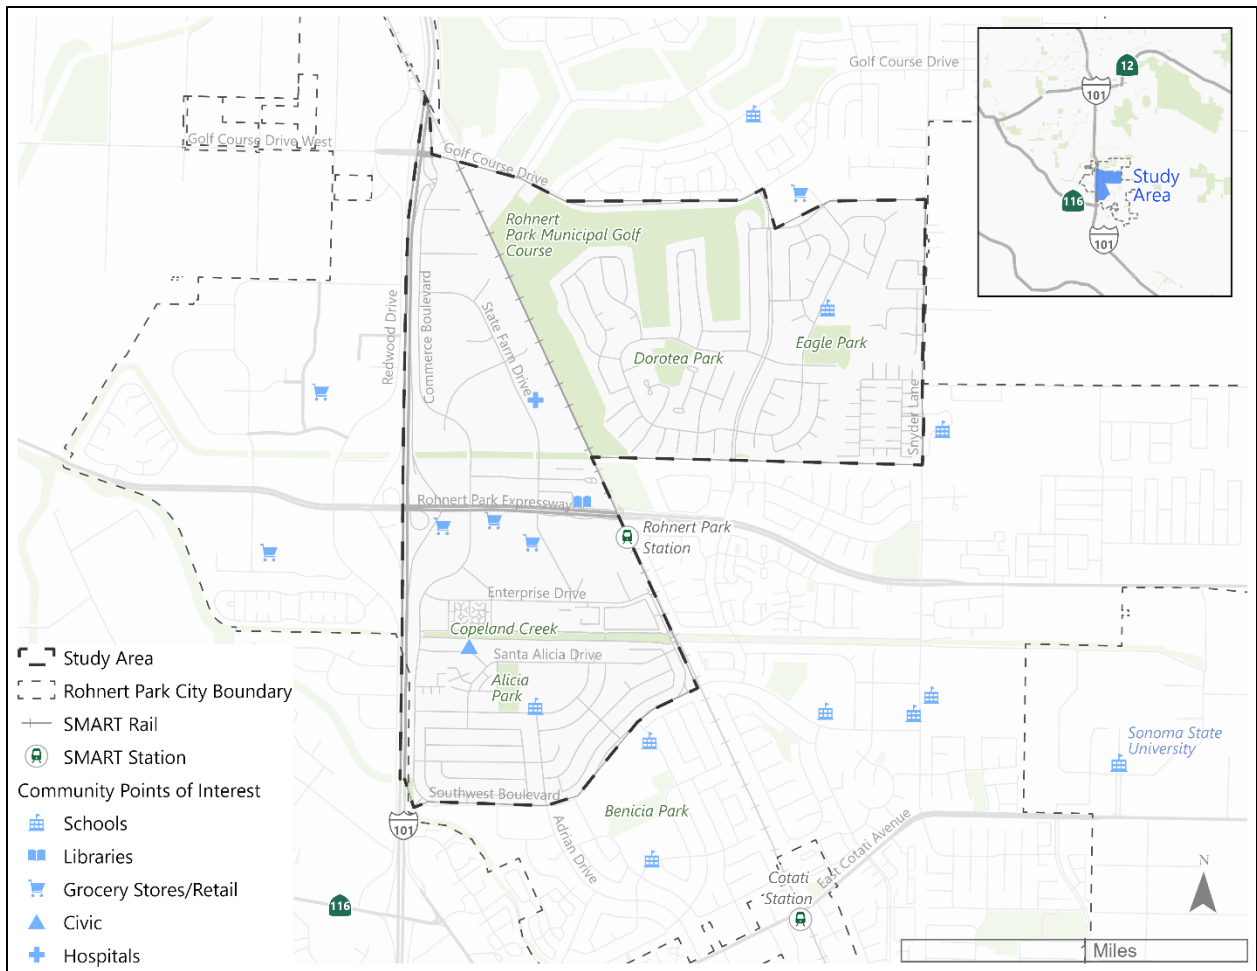 Golf Course Drive
12
101
Golf Course Drive West
Golf Course Drive
Study
Area
116
101
Rohnert
Park Municipal Golf
Course
Redwood Drive
Commerce Boulevard
State Farm Drive
Eagle Park
Dorotea Park
Snyder Lane
Rohnert Park Expressway
Rohnert Park
Station
Enterprise Drive
Copeland Creek
Santa Alicia Drive
Alicia
Park
Sonoma State
University
Southwest Boulevard
Benicia Park
101
Adrian Drive
East Cotati Avenue
Cotati
Station
116
N
Miles
Study Area
Rohnert Park City Boundary
SMART Rail
SMART Station
Community Points of Interest
Schools
Libraries
Grocery Stores/Retail
Civic
Hospitals